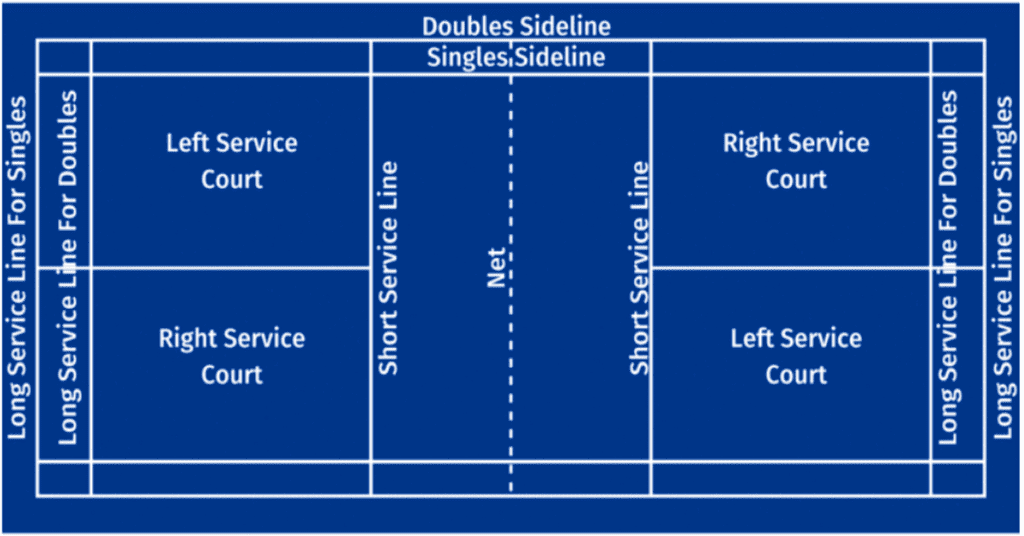 Doubles Sideline
Singles Sideline
Long Service Line For Singles
Long Service Line For Doubles
Left Service
Court
Right Service
Court
Short Service Line
Net
Short Service Line
Right Service
Court
Left Service
Court
Long Service Line For Doubles
Long Service Line For Singles